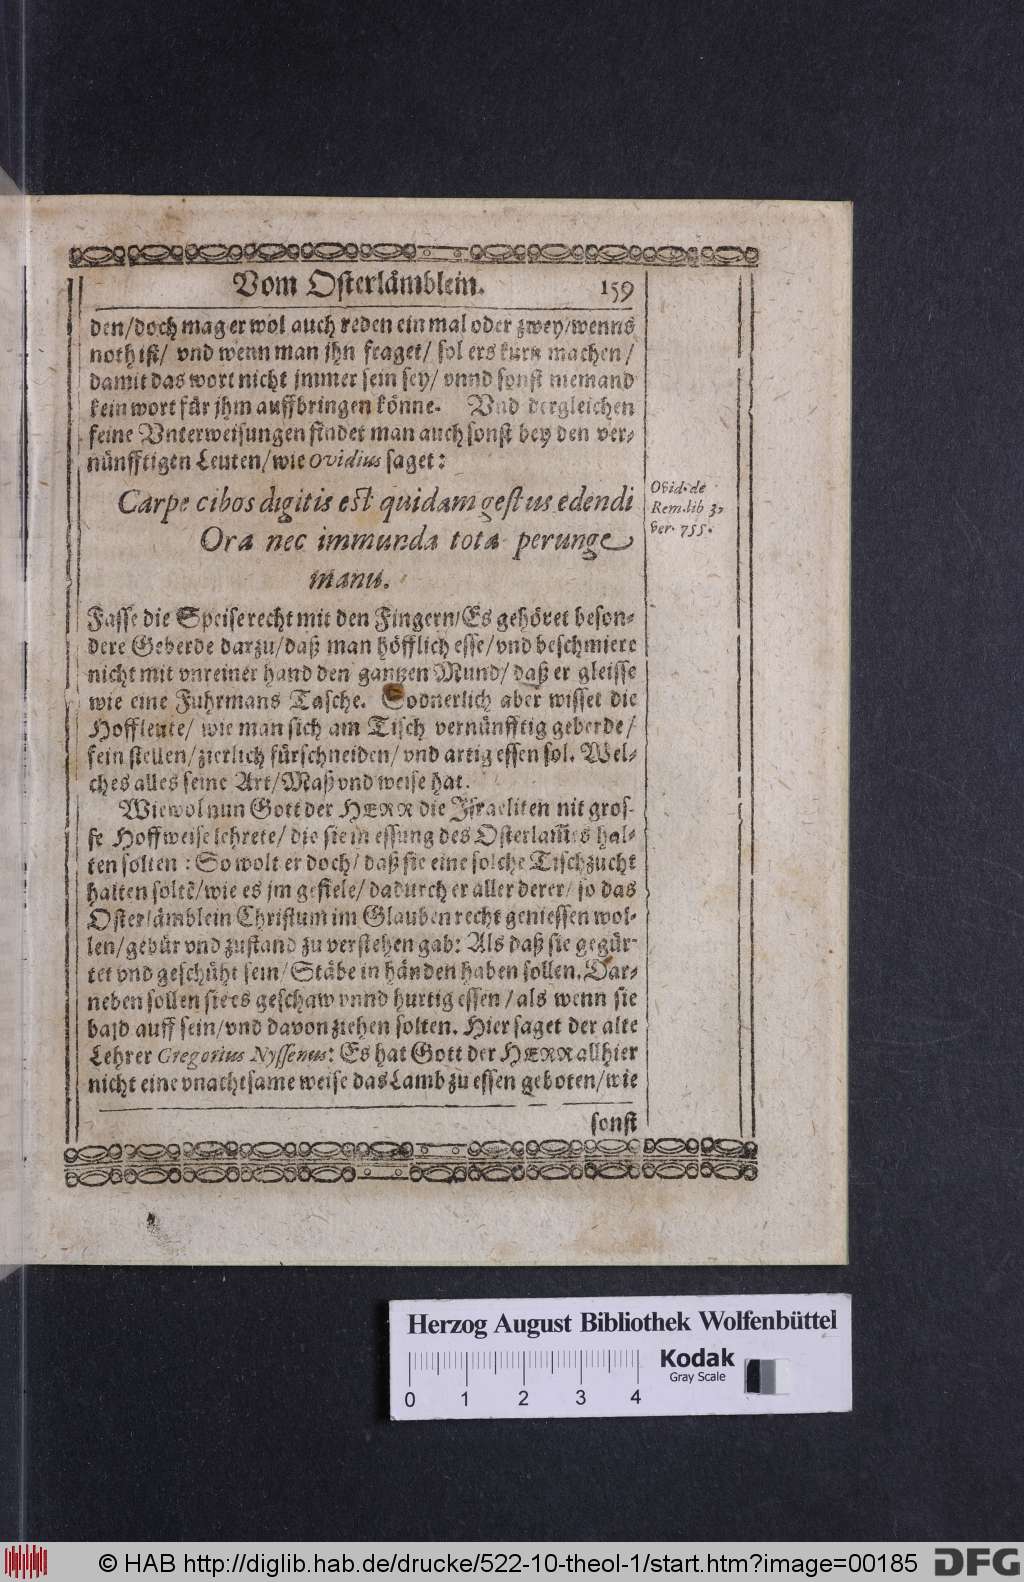 Vom Osterlämblein. 159
den/doch mag er wol auch reden ein mal oder zwey/wenns
noth ist/ vnd wenn man jhn fraget/ sol ers kurtz machen/
damit das wort nicht jmmer sein sey/ vnnd sonst niemand
kein wort für jhm auffbringen könne. Vnd dergleichen
feine Vnterweisungen findet man auch sonst bey den ver-
nünfftigen Leuten/wie Ovidius saget:
Carpe cibos digitis est quidam gestus edendi
Ora nec immunda tota perunge
manu.
Ovid. de
Rem. lib 3,
ver. 755.
Fasse die Speise recht mit den Fingern/Es gehöret beson-
dere Geberde darzu/daß man höfflich esse/vnd beschmiere
nicht mit vnreiner hand den gantzen Mund/ daß er gleisse
wie eine Fuhrmans Tasche. Sodnerlich aber wisset die
Hoffleute/ wie man sich am Tisch vernünfftig geberde/
fein stellen/zierlich fürschneiden/ vnd artig essen sol. Wel-
ches alles seine Art/Maß vnd weise hat.
Wiewol nun Gott der HERR die Israeliten nit gros-
se Hoffweise lehrete/ die sie in essung des Osterlam̄es hal-
ten solten: So wolt er doch/ daß sie eine solche Tischzucht
halten soltē/wie es jm gefiele/ dadurch er aller derer/ so das
Osterlämblein Christum im Glauben recht geniessen wol-
len/gebür vnd zustand zu verstehen gab: Als daß sie gegür-
tet vnd geschüht sein/Stäbe in händen haben sollen. Dar-
neben sollen sie es geschaw vnnd hurtig essen/als wenn sie
bald auff sein/vnd davon ziehen solten. Hier saget der alte
Lehrer Gregorius Nyssenus: Es hat Gott der HERR allhier
nicht eine vnachtsame weise das Lamb zu essen geboten/wie
sonst
Herzog August Bibliothek Wolfenbüttel
Kodak
Gray Scale
0 1 2 3 4
© HAB http://diglib.hab.de/drucke/522-10-theol-1/start.htm?image=00185
DFG